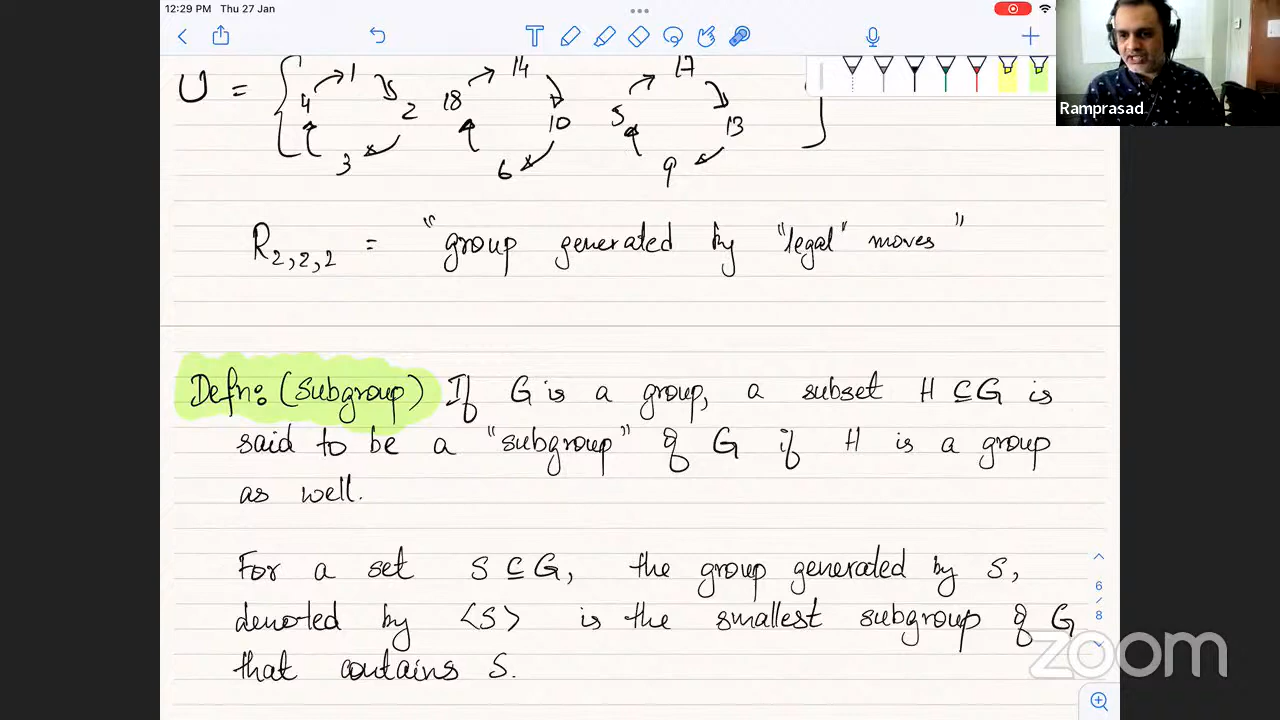 12:29 PM Thu 27 Jan
Ramprasad
U = { 4 1 2 3 18 14 10 6 5 17 13 9 }
R2,2,2 = "group generated by "legal" moves"
Defn: (Subgroup) If G is a group, a subset H ⊆ G is
said to be a "subgroup" of G if H is a group
as well.
For a set S ⊆ G, the group generated by S,
denoted by <S> is the smallest subgroup of G
that contains S.
6
/
8
zoom